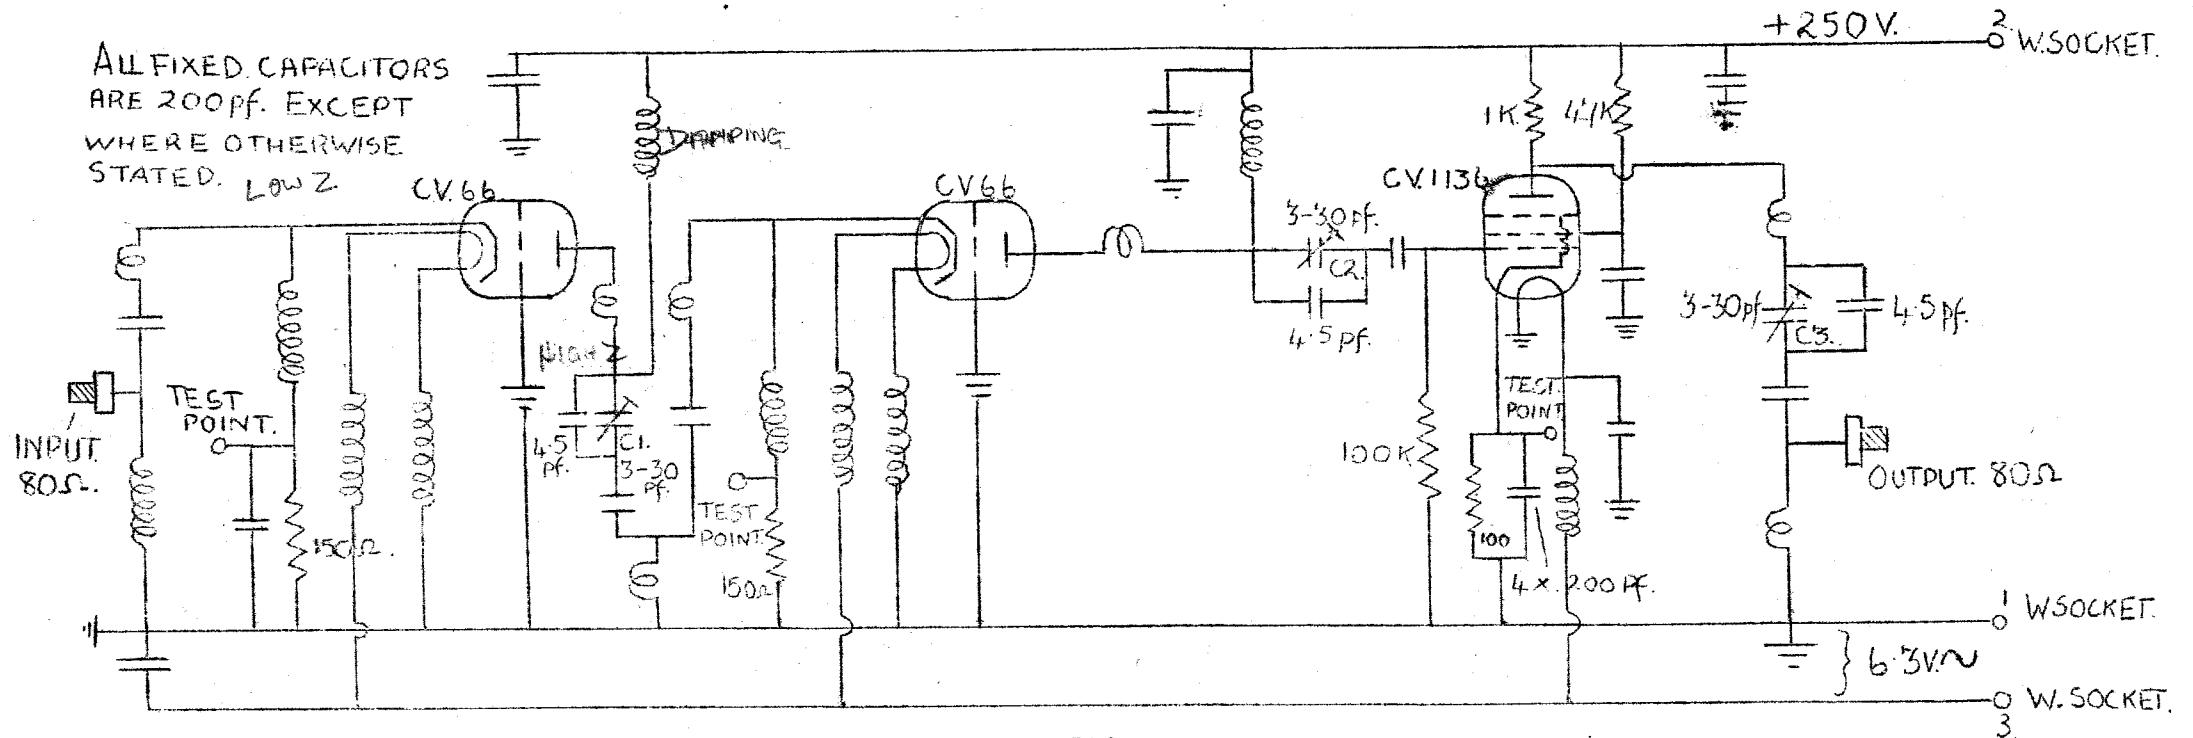 ALL FIXED CAPACITORS
ARE 200pf. EXCEPT
WHERE OTHERWISE
STATED.
LOW Z
CV.66
DAMPING
CV66
+250V.
2
W.SOCKET.
1K
4.7K
CV.1136
3-30pf.
C2.
4.5pf.
3-30pf
C3.
4.5pf.
HIGH Z
INPUT.
80Ω.
TEST
POINT.
150Ω.
4.5
pf.
C1.
3-30
pf.
TEST
POINT.
150Ω
100K
TEST
POINT
100
4 x 200 Pf.
OUTPUT. 80Ω
1
W.SOCKET.
6.3V.~
W.SOCKET.
3